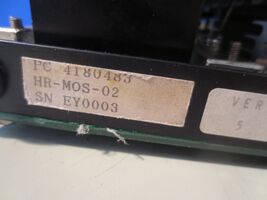 PC 4180483
HR-MOS-02
SN EY0003
VER
5